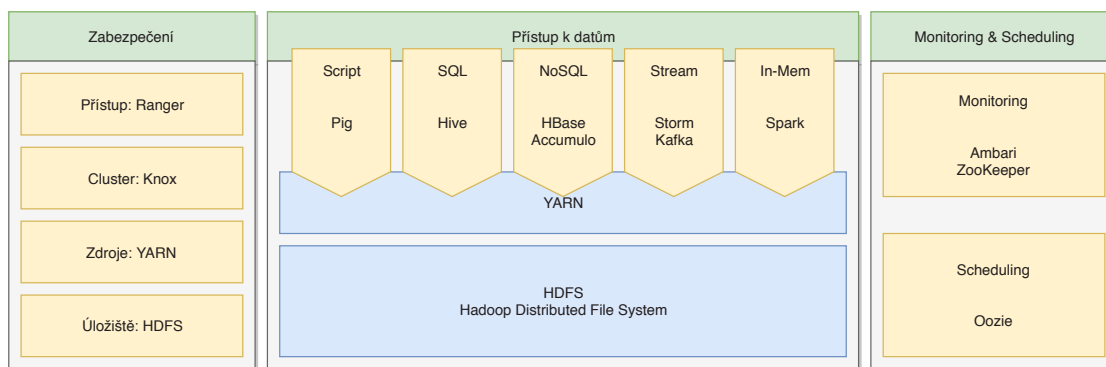 Zabezpečení
Přístup: Ranger
Cluster: Knox
Zdroje: YARN
Úložiště: HDFS
Přístup k datům
Script
Pig
SQL
Hive
NoSQL
HBase
Accumulo
Stream
Storm
Kafka
In-Mem
Spark
YARN
HDFS
Hadoop Distributed File System
Monitoring & Scheduling
Monitoring
Ambari
ZooKeeper
Scheduling
Oozie